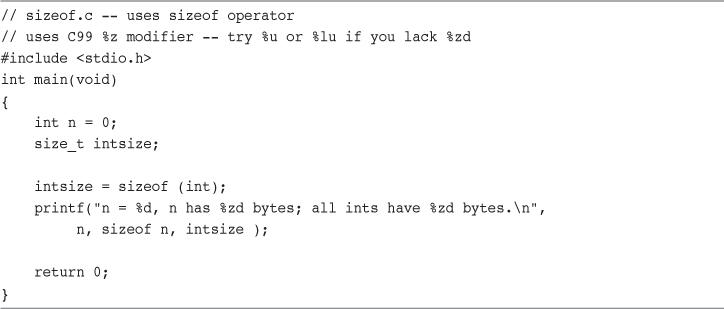 // sizeof.c -- uses sizeof operator
// uses C99 %z modifier -- try %u or %lu if you lack %zd
#include <stdio.h>
int main(void)
{
    int n = 0;
    size_t intsize;

    intsize = sizeof (int);
    printf("n = %d, n has %zd bytes; all ints have %zd bytes.\n",
         n, sizeof n, intsize );

    return 0;
}